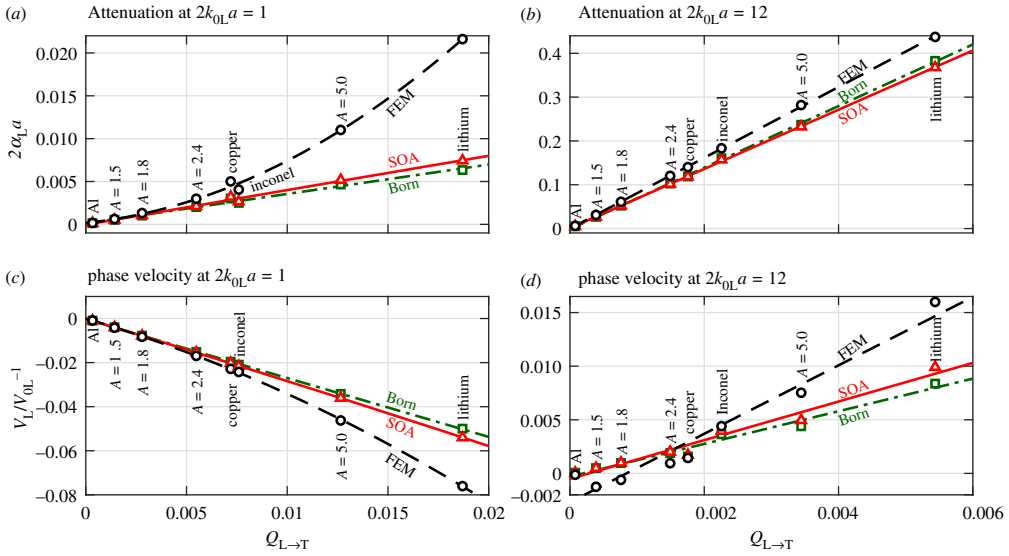 (a) Attenuation at 2k0La = 1
0.020
0.015
0.010
0.005
0
2αLa
Al
A = 1.5
A = 1.8
A = 2.4
copper
inconel
A = 5.0
FEM
SOA
Born
lithium
(b) Attenuation at 2k0La = 12
0.4
0.3
0.2
0.1
0
Al
A = 1.5
A = 1.8
A = 2.4
copper
inconel
A = 5.0
FEM
Born
SOA
lithium
(c) phase velocity at 2k0La = 1
0
−0.02
−0.04
−0.06
−0.08
VL/V0L−1
Al
A = 1.5
A = 1.8
A = 2.4
copper
inconel
A = 5.0
Born
SOA
FEM
lithium
0 0.005 0.01 0.015 0.02
QL→T
(d) phase velocity at 2k0La = 12
0.015
0.010
0.005
0
−0.002
Al
A = 1.5
A = 1.8
A = 2.4
copper
Inconel
A = 5.0
FEM
SOA
Born
lithium
0 0.002 0.004 0.006
QL→T